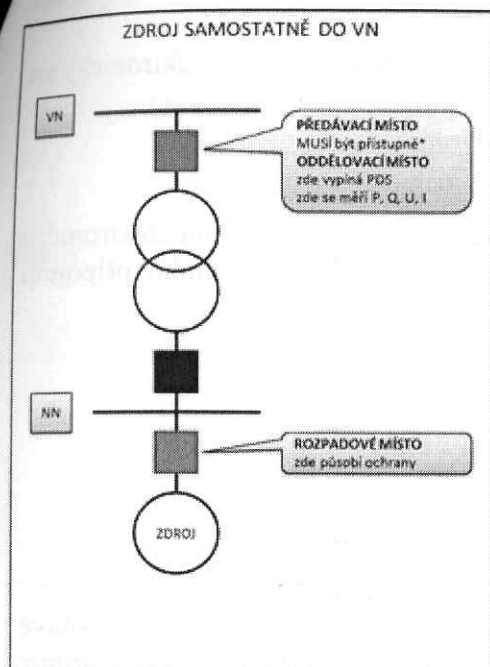 ZDROJ SAMOSTATNĚ DO VN
VN
PŘEDÁVACÍ MÍSTO
MUSÍ být přístupné*
ODDĚLOVACÍ MÍSTO
zde vypíná PDS
zde se měří P, Q, U, I
NN
ROZPADOVÉ MÍSTO
zde působí ochrany
ZDROJ